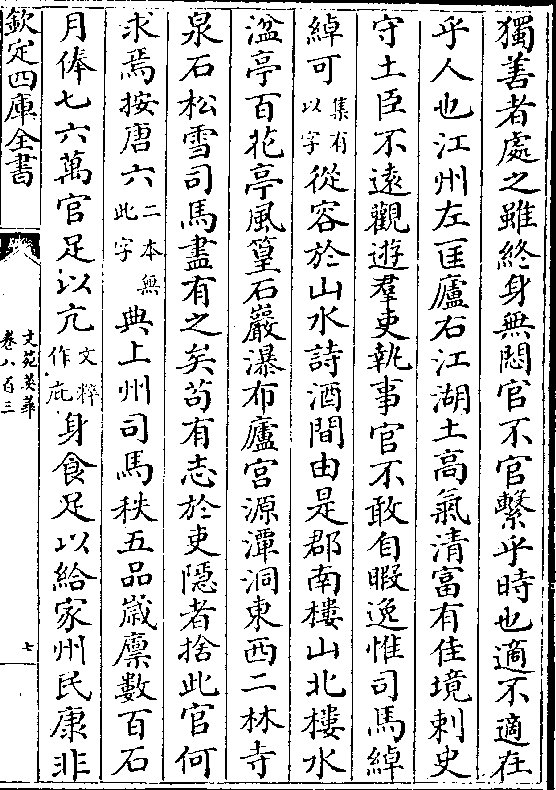 獨善者處之雖終身無悶官不官繫乎時也適不適在
乎人也江州左匡廬右江湖土高氣清富有佳境刺史
守土臣不遠觀遊羣吏執事官不敢自暇逸惟司馬綽
綽可集有以字從容於山水詩酒間由是郡南樓山北樓水
湓亭百花亭風篁石巖瀑布廬宫源潭洞東西二林寺
泉石松雪司馬盡有之矣苟有志於吏隱者捨此官何
求焉按唐六二本無此字典上州司馬秩五品歲廪數百石
月俸七六萬官足以亢文粹作庇身食足以給家州民康非
欽定四庫全書
文苑英華
卷八百三
七